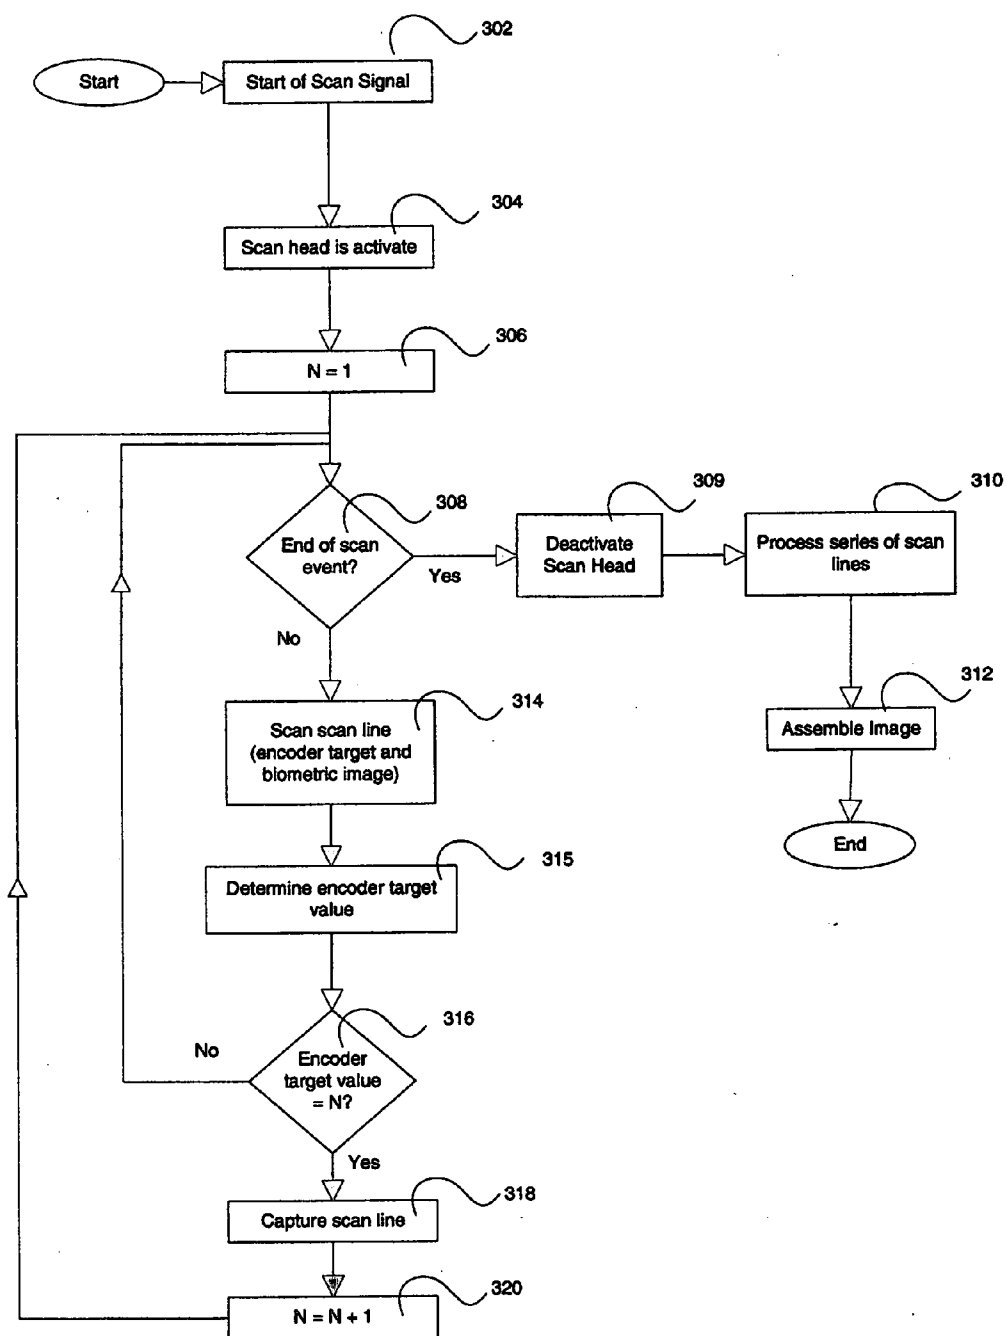 302
Start
Start of Scan Signal
304
Scan head is activate
306
N = 1
308
End of scan
event?
Yes
No
309
Deactivate
Scan Head
310
Process series of scan
lines
312
Assemble Image
End
314
Scan scan line
(encoder target and
biometric image)
315
Determine encoder target
value
316
Encoder
target value
= N?
No
Yes
318
Capture scan line
320
N = N + 1